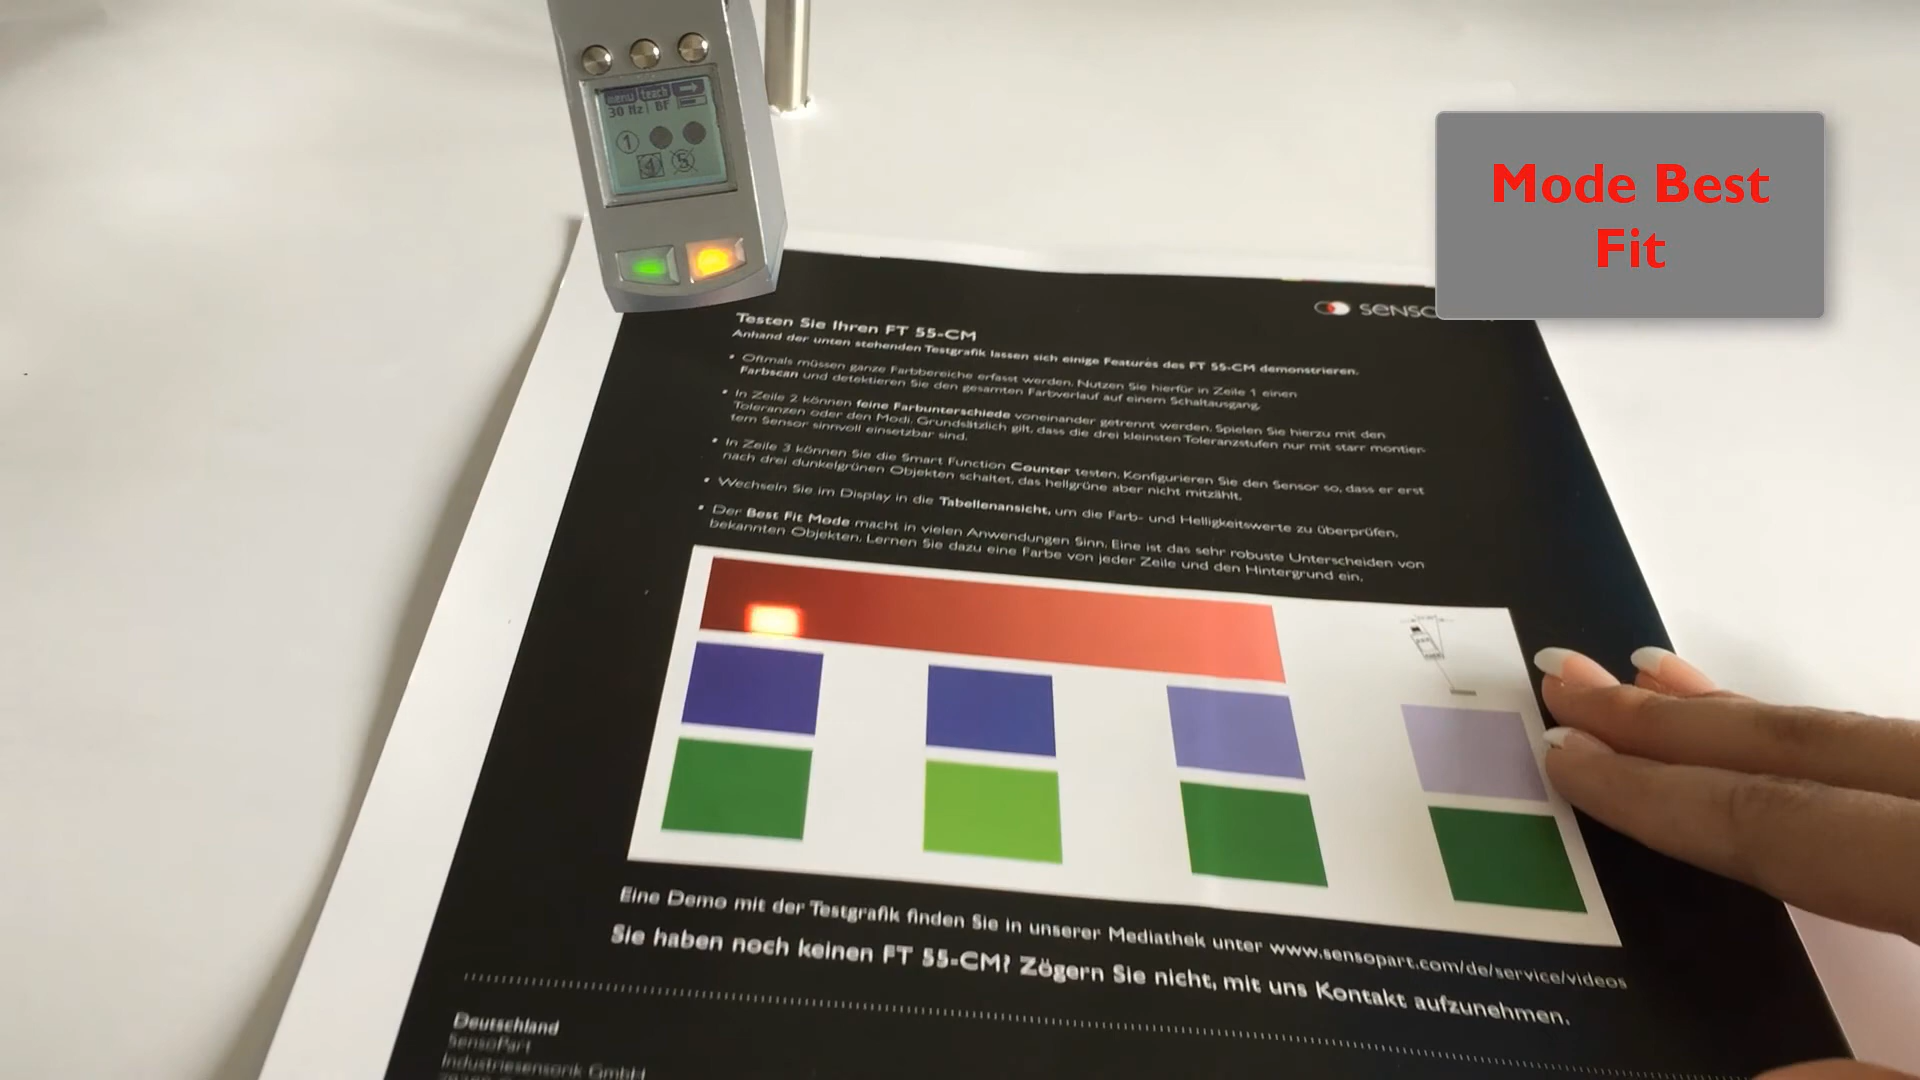 menu teach
30 Hz BF
1
4 5
Mode Best
Fit
Testen Sie Ihren FT 55-CM
Anhand der unten stehenden Testgrafik lassen sich einige Features des FT 55-CM demonstrieren.
• Oftmals müssen ganze Farbbereiche erfasst werden. Nutzen Sie hierfür in Zeile 1 einen
Farbscan und detektieren Sie den gesamten Farbverlauf auf einem Schaltausgang.
• In Zeile 2 können feine Farbunterschiede voneinander getrennt werden. Spielen Sie hierzu mit den
Toleranzen oder den Modi. Grundsätzlich gilt, dass die drei kleinsten Toleranzstufen nur mit starr montier-
tem Sensor sinnvoll einsetzbar sind.
• In Zeile 3 können Sie die Smart Function Counter testen. Konfigurieren Sie den Sensor so, dass er erst
nach drei dunkelgrünen Objekten schaltet, das hellgrüne aber nicht mitzählt.
• Wechseln Sie im Display in die Tabellenansicht, um die Farb- und Helligkeitswerte zu überprüfen.
• Der Best Fit Mode macht in vielen Anwendungen Sinn. Eine ist das sehr robuste Unterscheiden von
bekannten Objekten. Lernen Sie dazu eine Farbe von jeder Zeile und den Hintergrund ein.
Eine Demo mit der Testgrafik finden Sie in unserer Mediathek unter www.sensopart.com/de/service/videos
Sie haben noch keinen FT 55-CM? Zögern Sie nicht, mit uns Kontakt aufzunehmen.
Deutschland
SensoPart
Industriesensorik GmbH